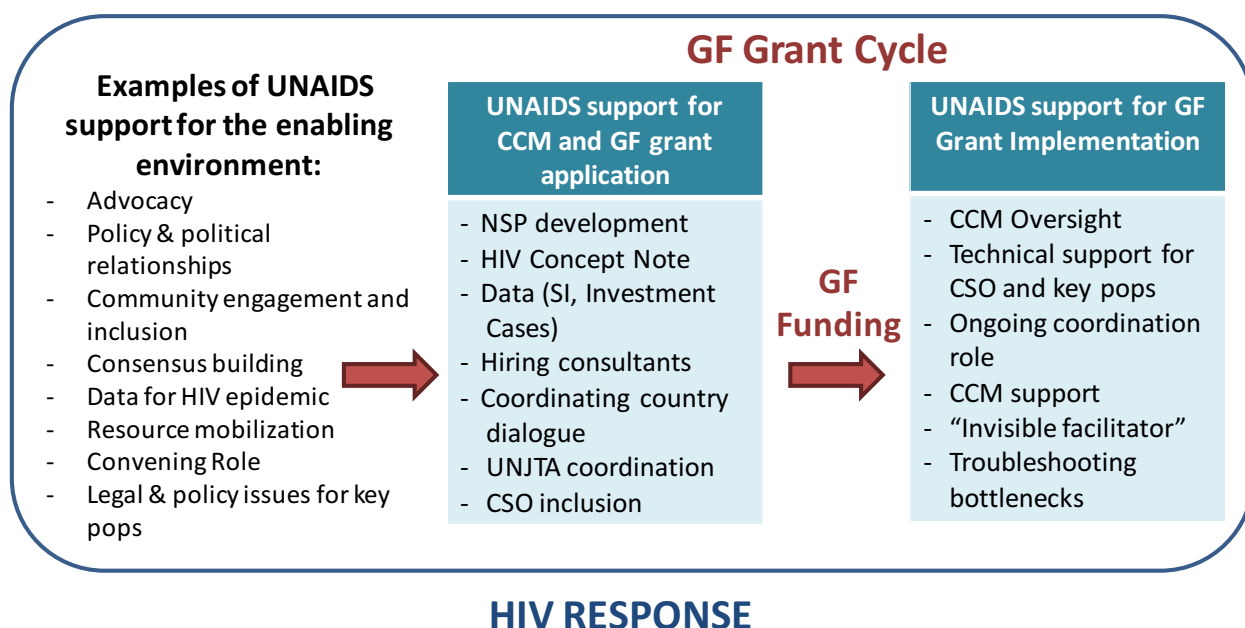 GF Grant Cycle
Examples of UNAIDS
support for the enabling
environment:
- Advocacy
- Policy & political
relationships
- Community engagement and
inclusion
- Consensus building
- Data for HIV epidemic
- Resource mobilization
- Convening Role
- Legal & policy issues for key
pops
UNAIDS support for
CCM and GF grant
application
- NSP development
- HIV Concept Note
- Data (SI, Investment
Cases)
- Hiring consultants
- Coordinating country
dialogue
- UNJTA coordination
- CSO inclusion
GF
Funding
UNAIDS support for GF
Grant Implementation
- CCM Oversight
- Technical support for
CSO and key pops
- Ongoing coordination
role
- CCM support
- “Invisible facilitator”
- Troubleshooting
bottlenecks
HIV RESPONSE